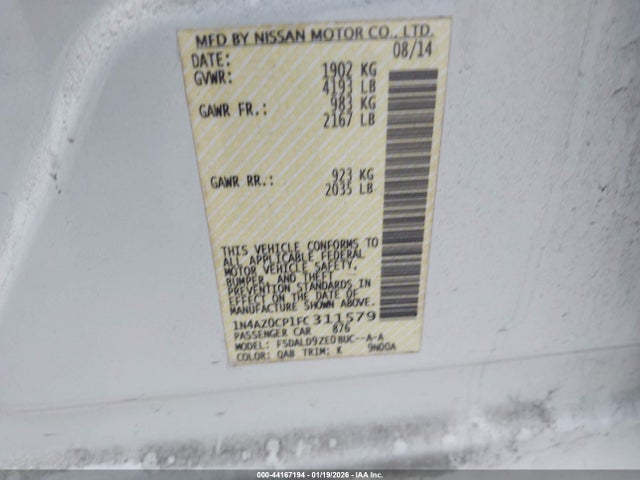 MFD BY NISSAN MOTOR CO., LTD.
DATE: 08/14
GVWR: 1902 KG
4193 LB
GAWR FR.: 983 KG
2167 LB
GAWR RR.: 923 KG
2035 LB
THIS VEHICLE CONFORMS TO
ALL APPLICABLE FEDERAL
MOTOR VEHICLE SAFETY,
BUMPER, AND THEFT
PREVENTION STANDARDS IN
EFFECT ON THE DATE OF
MANUFACTURE SHOWN ABOVE.
1N4AZ0CP1FC311579
PASSENGER CAR 876
MODEL: FSDALD9ZE0BUC--A-A
COLOR: QAB TRIM: K 9N00A
000-44167194 - 01/19/2026 - IAA Inc.